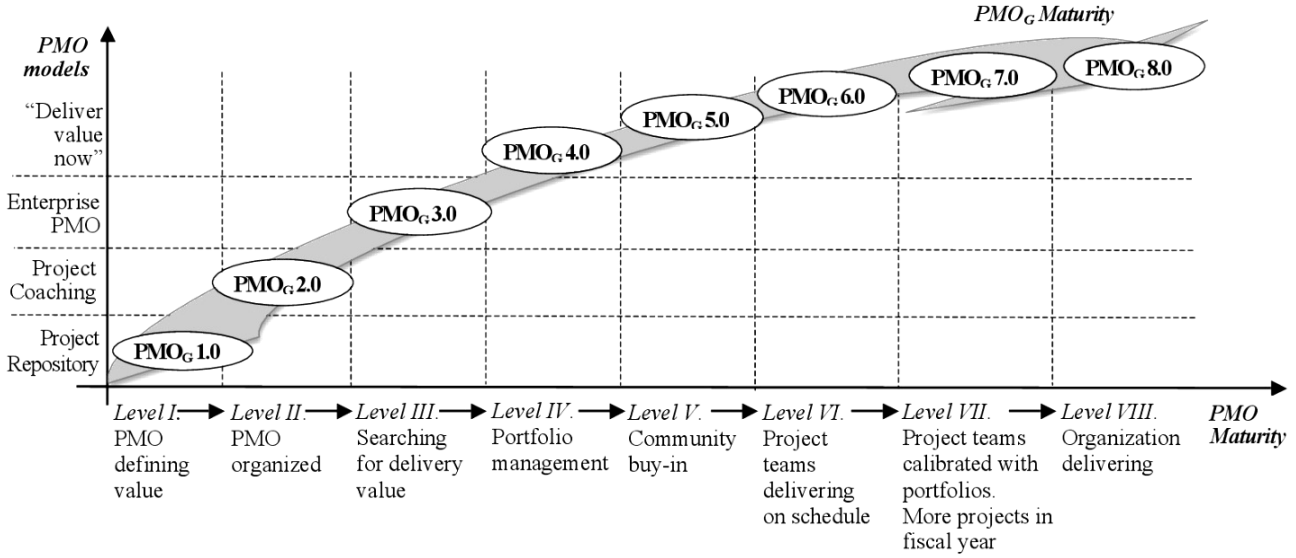 PMO_G Maturity
PMO
models
“Deliver
value
now”
Enterprise
PMO
Project
Coaching
Project
Repository
PMO_G 1.0
PMO_G 2.0
PMO_G 3.0
PMO_G 4.0
PMO_G 5.0
PMO_G 6.0
PMO_G 7.0
PMO_G 8.0
Level I.
PMO
defining
value
Level II.
PMO
organized
Level III.
Searching
for delivery
value
Level IV.
Portfolio
management
Level V.
Community
buy-in
Level VI.
Project
teams
delivering
on schedule
Level VII.
Project teams
calibrated with
portfolios.
More projects in
fiscal year
Level VIII.
Organization
delivering
PMO
Maturity